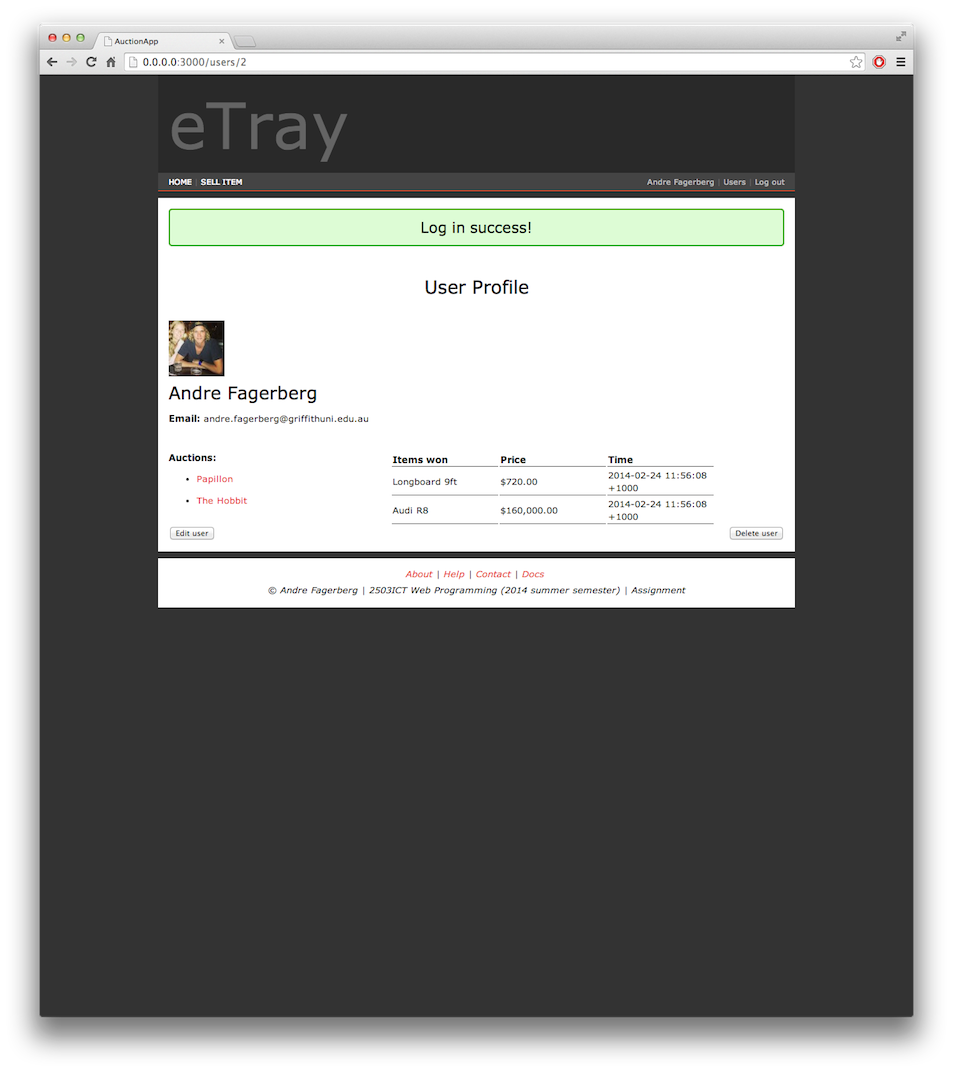 AuctionApp
0.0.0.0:3000/users/2
eTray
HOME | SELL ITEM
Andre Fagerberg | Users | Log out
Log in success!
User Profile
Andre Fagerberg
Email: andre.fagerberg@griffithuni.edu.au
Auctions:
• Papillon
• The Hobbit
Items won Price Time
Longboard 9ft $720.00 2014-02-24 11:56:08
+1000
Audi R8 $160,000.00 2014-02-24 11:56:08
+1000
Edit user
Delete user
About | Help | Contact | Docs
© Andre Fagerberg | 2503ICT Web Programming (2014 summer semester) | Assignment